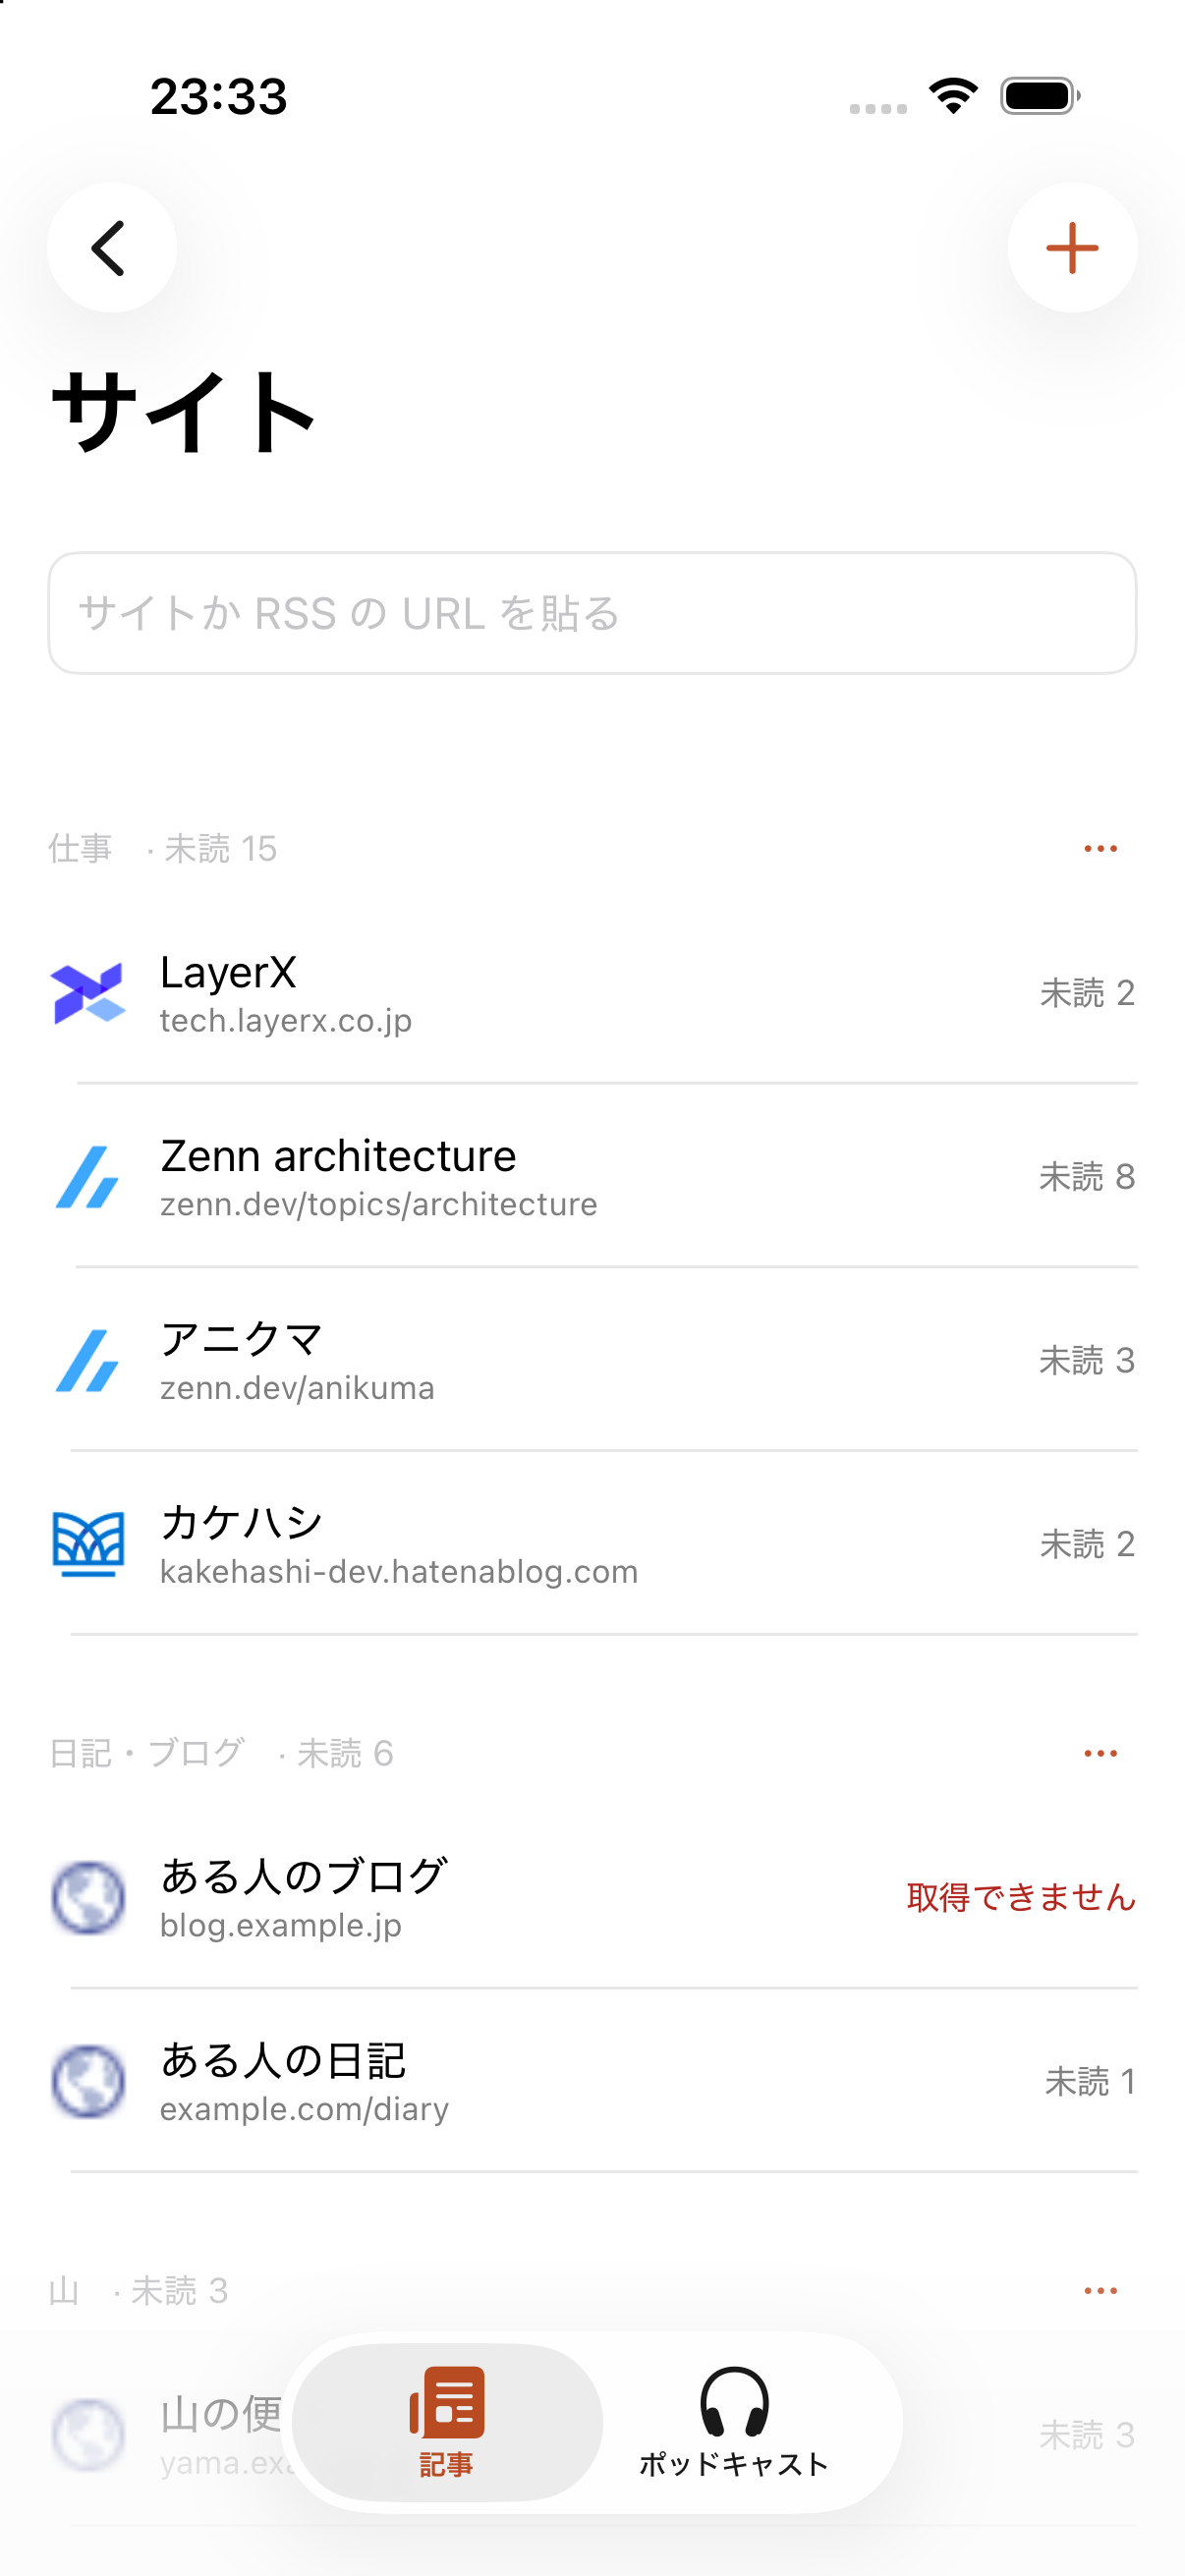 23:33
サイト
サイトか RSS の URL を貼る
仕事 · 未読 15
LayerX
tech.layerx.co.jp
未読 2
Zenn architecture
zenn.dev/topics/architecture
未読 8
アニクマ
zenn.dev/anikuma
未読 3
カケハシ
kakehashi-dev.hatenablog.com
未読 2
日記・ブログ · 未読 6
ある人のブログ
blog.example.jp
取得できません
ある人の日記
example.com/diary
未読 1
山 · 未読 3
山の便
yama.exa
未読 3
記事
ポッドキャスト